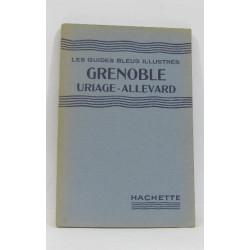 LES GUIDES BLEUS ILLUSTRÉS
GRENOBLE
URIAGE-ALLEVARD
HACHETTE